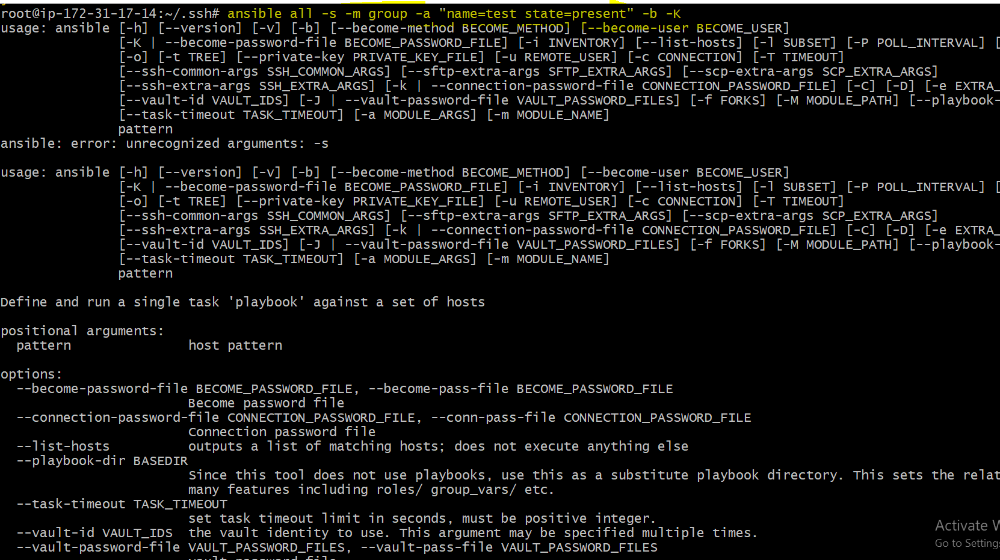 root@ip-172-31-17-14:~/.ssh# ansible all -s -m group -a "name=test state=present" -b -K
usage: ansible [-h] [--version] [-v] [-b] [--become-method BECOME_METHOD] [--become-user BECOME_USER]
[-K | --become-password-file BECOME_PASSWORD_FILE] [-i INVENTORY] [--list-hosts] [-l SUBSET] [-P POLL_INTERVAL] [
[-o] [-t TREE] [--private-key PRIVATE_KEY_FILE] [-u REMOTE_USER] [-c CONNECTION] [-T TIMEOUT]
[--ssh-common-args SSH_COMMON_ARGS] [--sftp-extra-args SFTP_EXTRA_ARGS] [--scp-extra-args SCP_EXTRA_ARGS]
[--ssh-extra-args SSH_EXTRA_ARGS] [-k | --connection-password-file CONNECTION_PASSWORD_FILE] [-C] [-D] [-e EXTRA_
[--vault-id VAULT_IDS] [-J | --vault-password-file VAULT_PASSWORD_FILES] [-f FORKS] [-M MODULE_PATH] [--playbook-
[--task-timeout TASK_TIMEOUT] [-a MODULE_ARGS] [-m MODULE_NAME]
pattern
ansible: error: unrecognized arguments: -s
usage: ansible [-h] [--version] [-v] [-b] [--become-method BECOME_METHOD] [--become-user BECOME_USER]
[-K | --become-password-file BECOME_PASSWORD_FILE] [-i INVENTORY] [--list-hosts] [-l SUBSET] [-P POLL_INTERVAL] [
[-o] [-t TREE] [--private-key PRIVATE_KEY_FILE] [-u REMOTE_USER] [-c CONNECTION] [-T TIMEOUT]
[--ssh-common-args SSH_COMMON_ARGS] [--sftp-extra-args SFTP_EXTRA_ARGS] [--scp-extra-args SCP_EXTRA_ARGS]
[--ssh-extra-args SSH_EXTRA_ARGS] [-k | --connection-password-file CONNECTION_PASSWORD_FILE] [-C] [-D] [-e EXTRA_
[--vault-id VAULT_IDS] [-J | --vault-password-file VAULT_PASSWORD_FILES] [-f FORKS] [-M MODULE_PATH] [--playbook-
[--task-timeout TASK_TIMEOUT] [-a MODULE_ARGS] [-m MODULE_NAME]
pattern
Define and run a single task 'playbook' against a set of hosts
positional arguments:
pattern host pattern
options:
--become-password-file BECOME_PASSWORD_FILE, --become-pass-file BECOME_PASSWORD_FILE
Become password file
--connection-password-file CONNECTION_PASSWORD_FILE, --conn-pass-file CONNECTION_PASSWORD_FILE
Connection password file
--list-hosts outputs a list of matching hosts; does not execute anything else
--playbook-dir BASEDIR
Since this tool does not use playbooks, use this as a substitute playbook directory. This sets the relat
many features including roles/ group_vars/ etc.
--task-timeout TASK_TIMEOUT
set task timeout limit in seconds, must be positive integer.
--vault-id VAULT_IDS the vault identity to use. This argument may be specified multiple times.
--vault-password-file VAULT_PASSWORD_FILES, --vault-pass-file VAULT_PASSWORD_FILES
vault password file
Activate W
Go to Settings